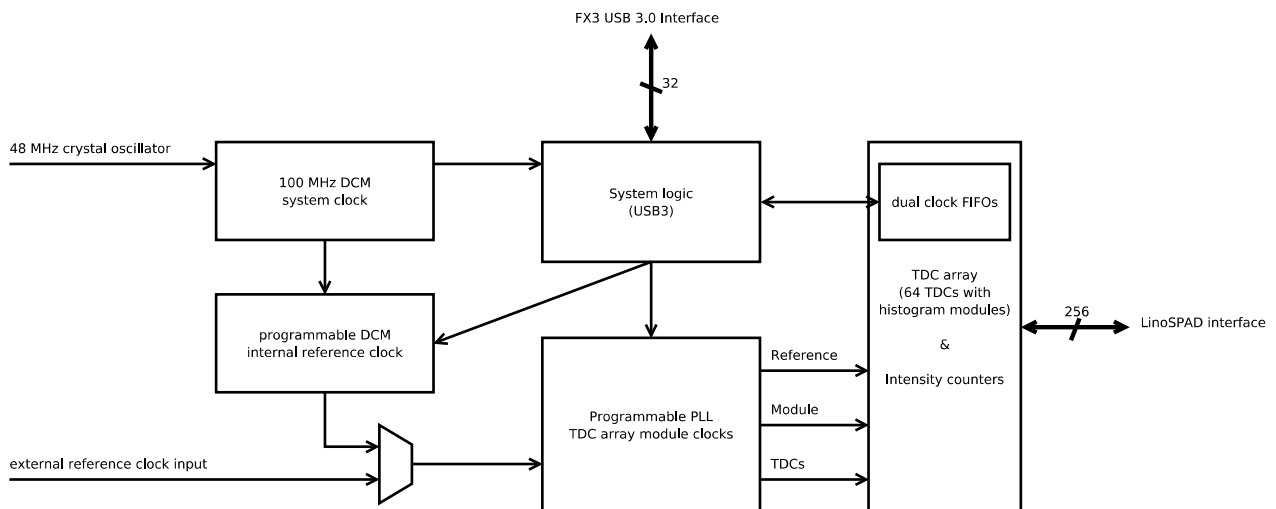 FX3 USB 3.0 Interface
32
48 MHz crystal oscillator
100 MHz DCM
system clock
System logic
(USB3)
dual clock FIFOs
TDC array
(64 TDCs with
histogram modules)
&
Intensity counters
256
LinoSPAD interface
programmable DCM
internal reference clock
Reference
Module
TDCs
Programmable PLL
TDC array module clocks
external reference clock input